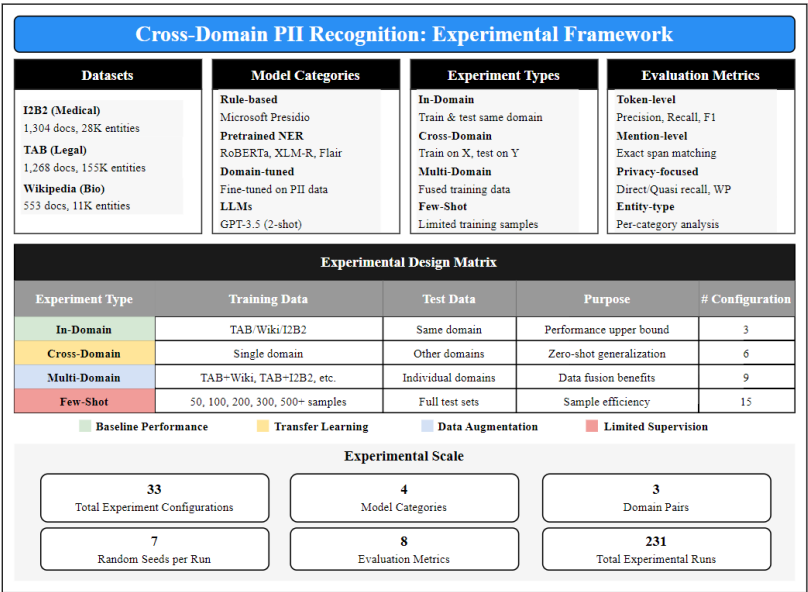 Cross-Domain PII Recognition: Experimental Framework
Datasets
I2B2 (Medical)
1,304 docs, 28K entities
TAB (Legal)
1,268 docs, 155K entities
Wikipedia (Bio)
553 docs, 11K entities
Model Categories
Rule-based
Microsoft Presidio
Pretrained NER
RoBERTa, XLM-R, Flair
Domain-tuned
Fine-tuned on PII data
LLMs
GPT-3.5 (2-shot)
Experiment Types
In-Domain
Train & test same domain
Cross-Domain
Train on X, test on Y
Multi-Domain
Fused training data
Few-Shot
Limited training samples
Evaluation Metrics
Token-level
Precision, Recall, F1
Mention-level
Exact span matching
Privacy-focused
Direct/Quasi recall, WP
Entity-type
Per-category analysis
Experimental Design Matrix
Experiment Type Training Data Test Data Purpose # Configuration
In-Domain TAB/Wiki/I2B2 Same domain Performance upper bound 3
Cross-Domain Single domain Other domains Zero-shot generalization 6
Multi-Domain TAB+Wiki, TAB+I2B2, etc. Individual domains Data fusion benefits 9
Few-Shot 50, 100, 200, 300, 500+ samples Full test sets Sample efficiency 15
Baseline Performance Transfer Learning Data Augmentation Limited Supervision
Experimental Scale
33
Total Experiment Configurations
4
Model Categories
3
Domain Pairs
7
Random Seeds per Run
8
Evaluation Metrics
231
Total Experimental Runs